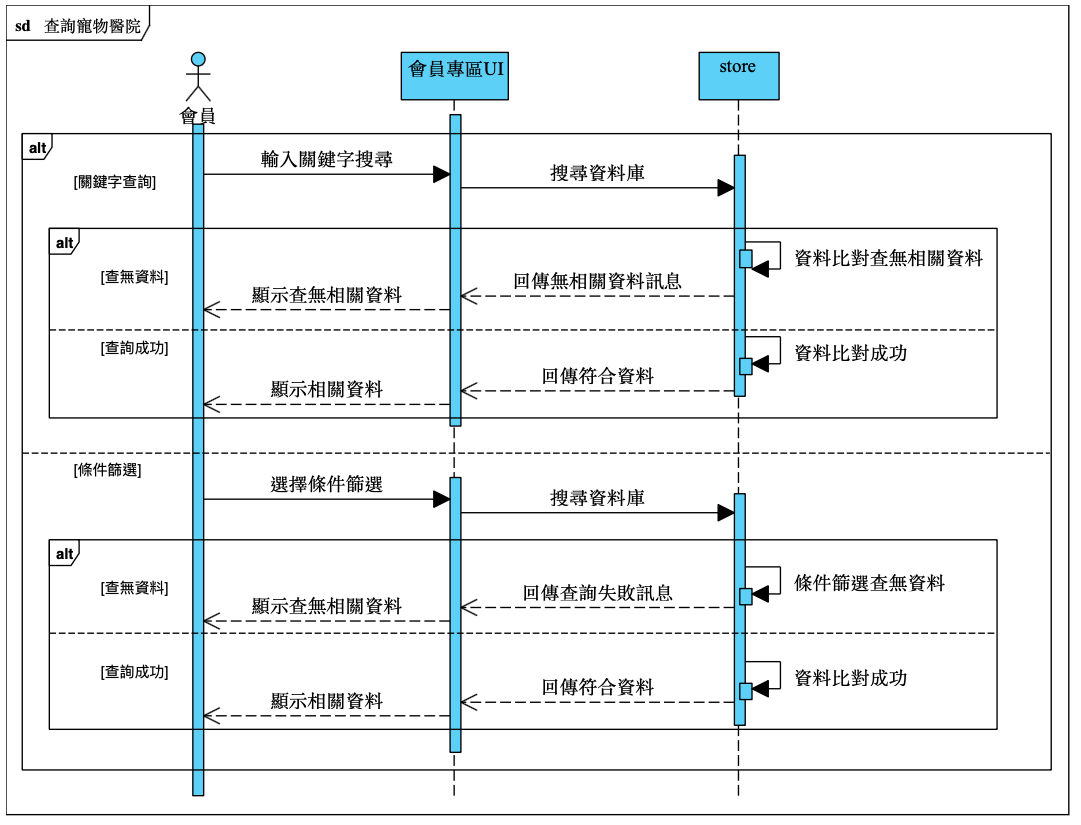 sd 查詢寵物醫院
會員
會員專區UI
store
alt
[關鍵字查詢]
輸入關鍵字搜尋
搜尋資料庫
alt
[查無資料]
資料比對查無相關資料
回傳無相關資料訊息
顯示查無相關資料
[查詢成功]
資料比對成功
回傳符合資料
顯示相關資料
[條件篩選]
選擇條件篩選
搜尋資料庫
alt
[查無資料]
條件篩選查無資料
回傳查詢失敗訊息
顯示查無相關資料
[查詢成功]
資料比對成功
回傳符合資料
顯示相關資料